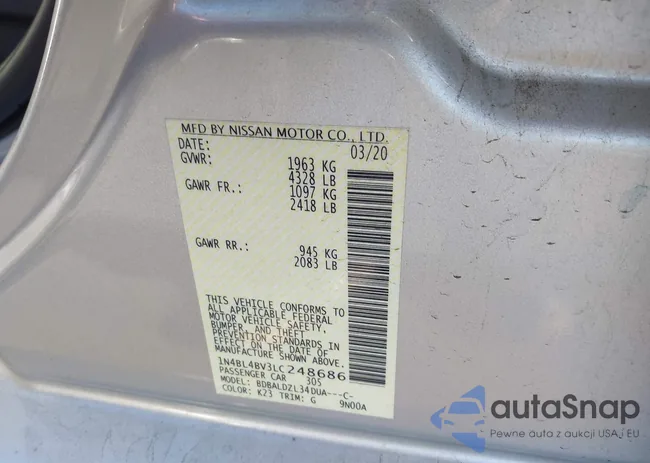 MFD BY NISSAN MOTOR CO., LTD.
DATE: 03/20
GVWR: 1963 KG
4328 LB
GAWR FR.: 1097 KG
2418 LB
GAWR RR.: 945 KG
2083 LB
THIS VEHICLE CONFORMS TO
ALL APPLICABLE FEDERAL
MOTOR VEHICLE SAFETY,
BUMPER, AND THEFT
PREVENTION STANDARDS IN
EFFECT ON THE DATE OF
MANUFACTURE SHOWN ABOVE.
1N4BL4BV3LC248686
PASSENGER CAR 305
MODEL: BDBALDZL34DUA---C-
COLOR: K23 TRIM: G 9N00A
autoSnap
Pewne auta z aukcji USA i EU